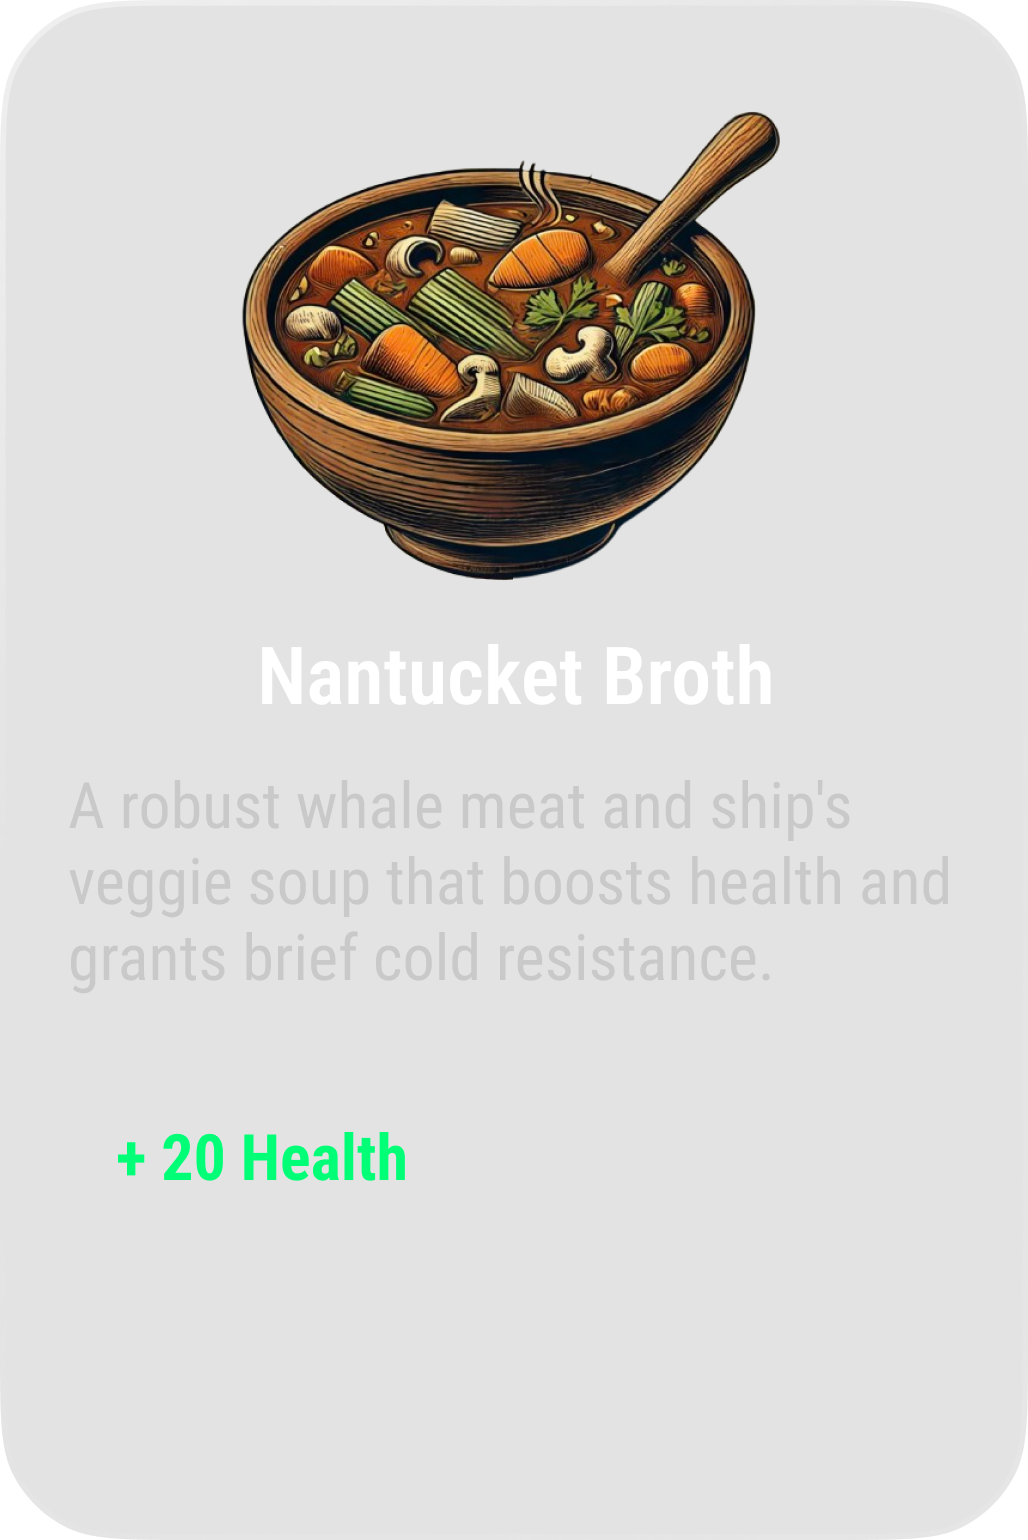 Nantucket Broth
A robust whale meat and ship's
veggie soup that boosts health and
grants brief cold resistance.
+ 20 Health